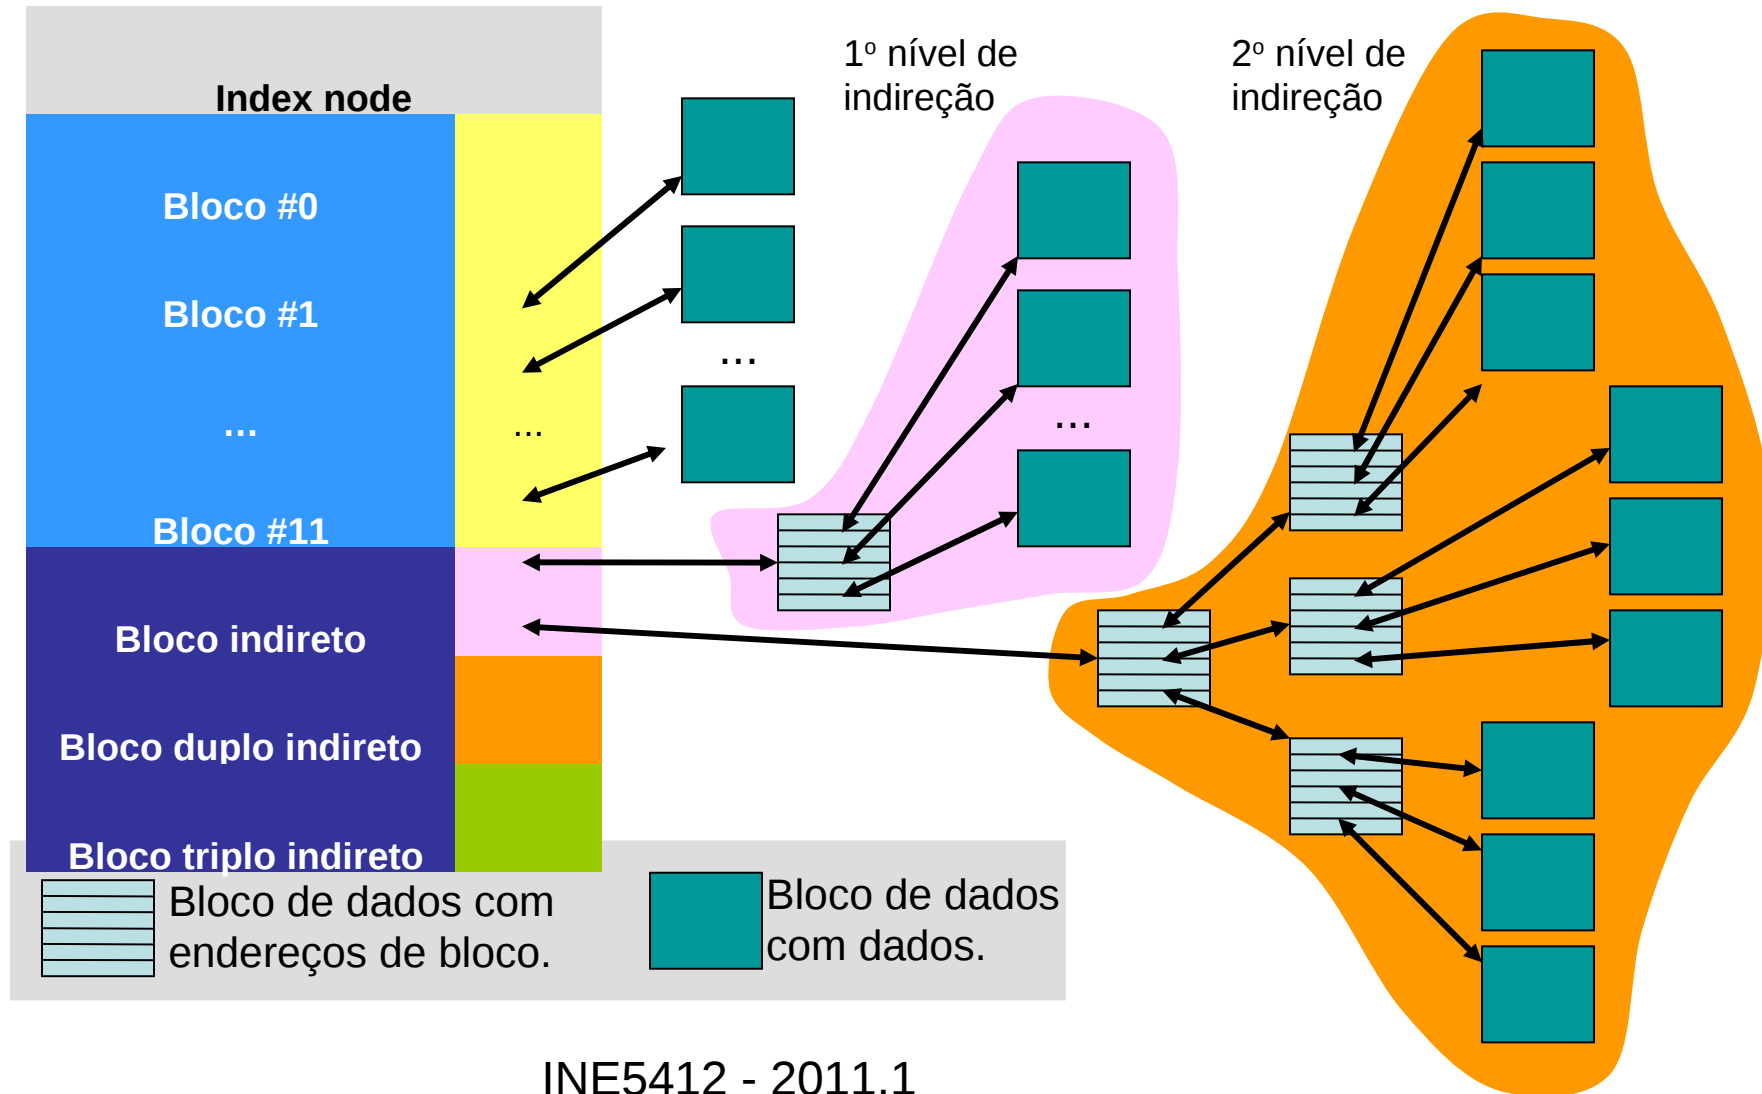 Index node
Bloco #0
Bloco #1
...
Bloco #11
Bloco indireto
Bloco duplo indireto
Bloco triplo indireto
...
...
1º nível de
indireção
...
2º nível de
indireção
Bloco de dados com
endereços de bloco.
Bloco de dados
com dados.
INE5412 - 2011.1